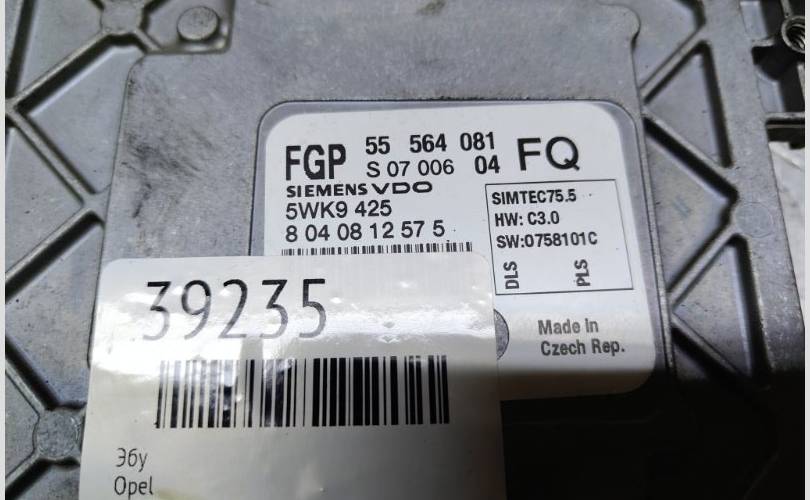 FGP 55 564 081 FQ
S 07 006 04
SIEMENS VDO
5WK9 425
8 04 08 12 57 5
SIMTEC75.5
HW: C3.0
SW:0758101C
DLS PLS
Made in
Czech Rep.
39235
Эбу
Opel